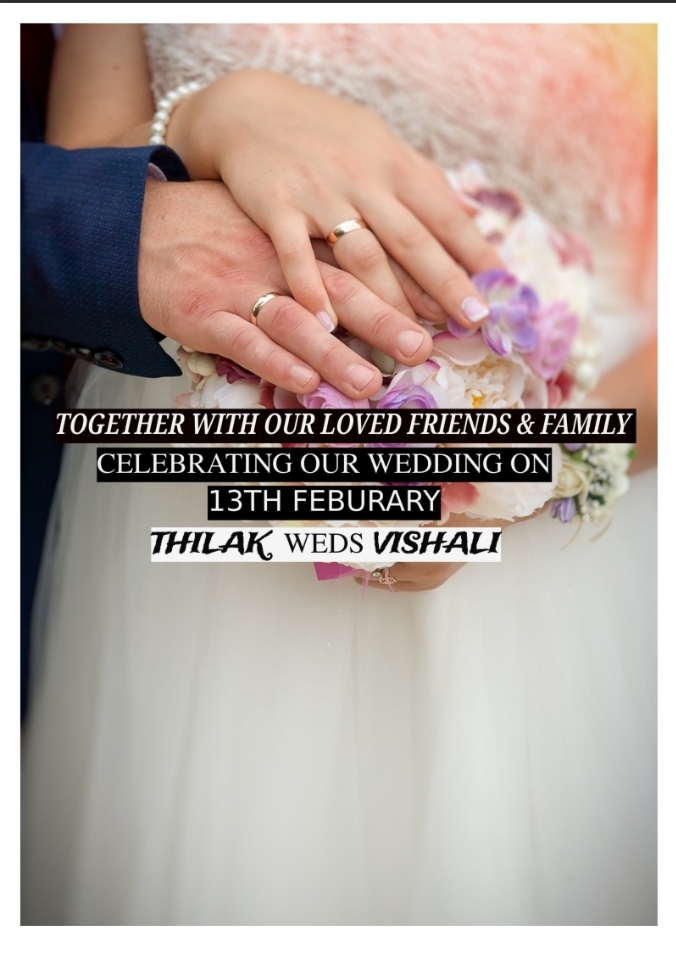 TOGETHER WITH OUR LOVED FRIENDS & FAMILY
CELEBRATING OUR WEDDING ON
13TH FEBURARY
THILAK WEDS VISHALI